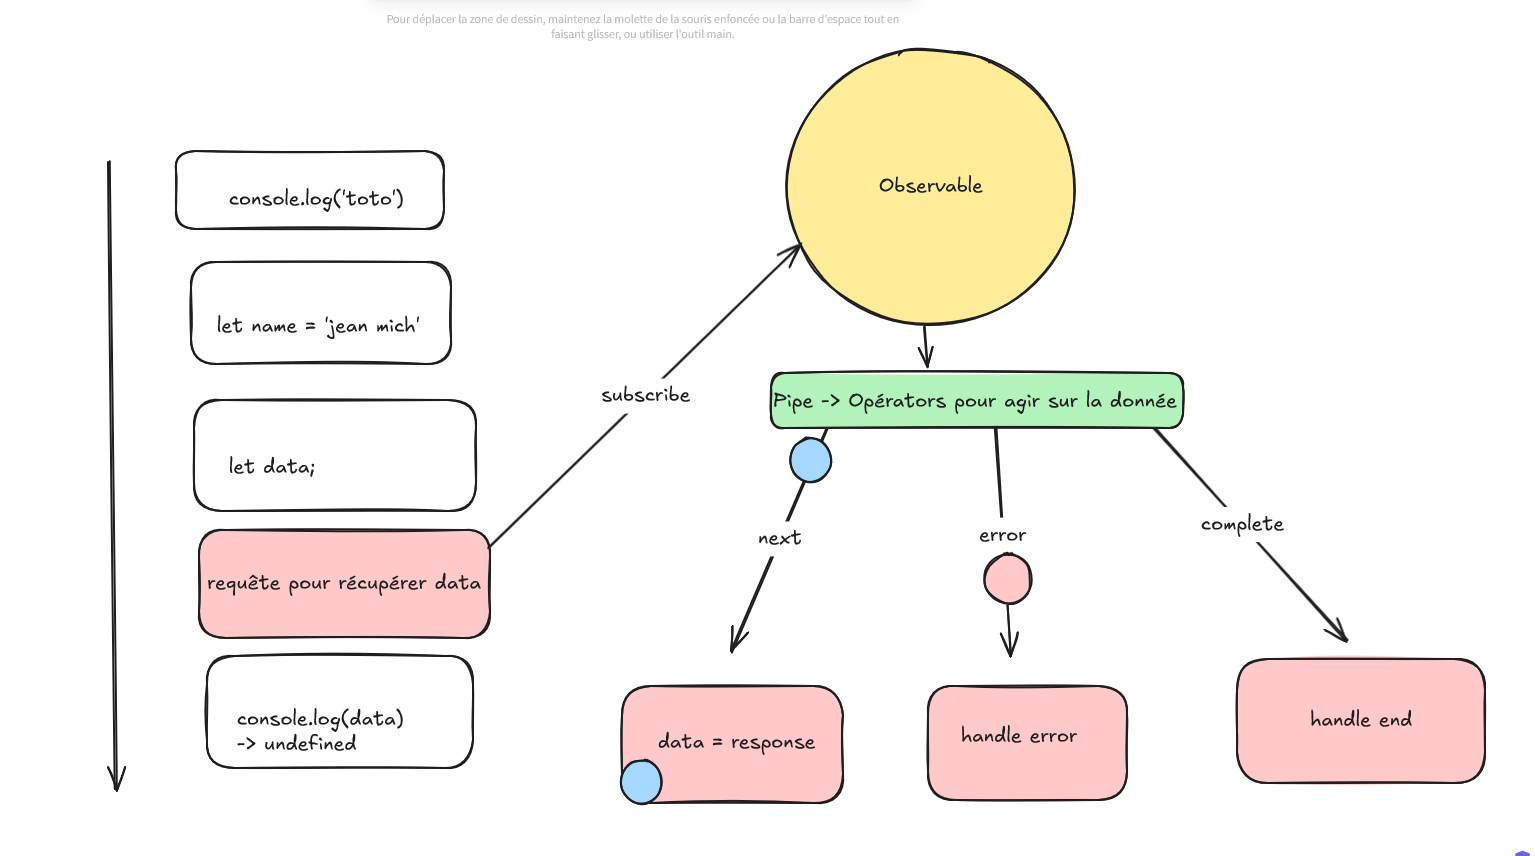 Pour déplacer la zone de dessin, maintenez la molette de la souris enfoncée ou la barre d'espace tout en
faisant glisser, ou utiliser l'outil main.
Observable
console.log('toto')
let name = 'jean mich'
subscribe
Pipe -> Opérators pour agir sur la donnée
let data;
next
error
complete
requête pour récupérer data
console.log(data)
-> undefined
data = response
handle error
handle end